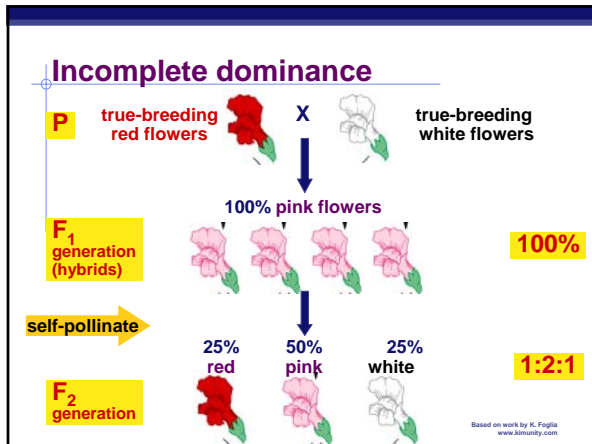 Incomplete dominance
P
true-breeding
red flowers
X
true-breeding
white flowers
100% pink flowers
F1
generation
(hybrids)
100%
self-pollinate
25%
red
50%
pink
25%
white
1:2:1
F2
generation
Based on work by K. Foglia
www.kimunity.com